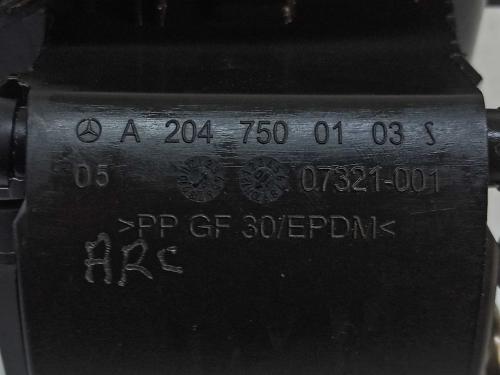 A 204 750 01 03 S
05 07321-001
>PP GF 30/EPDM<
ARC